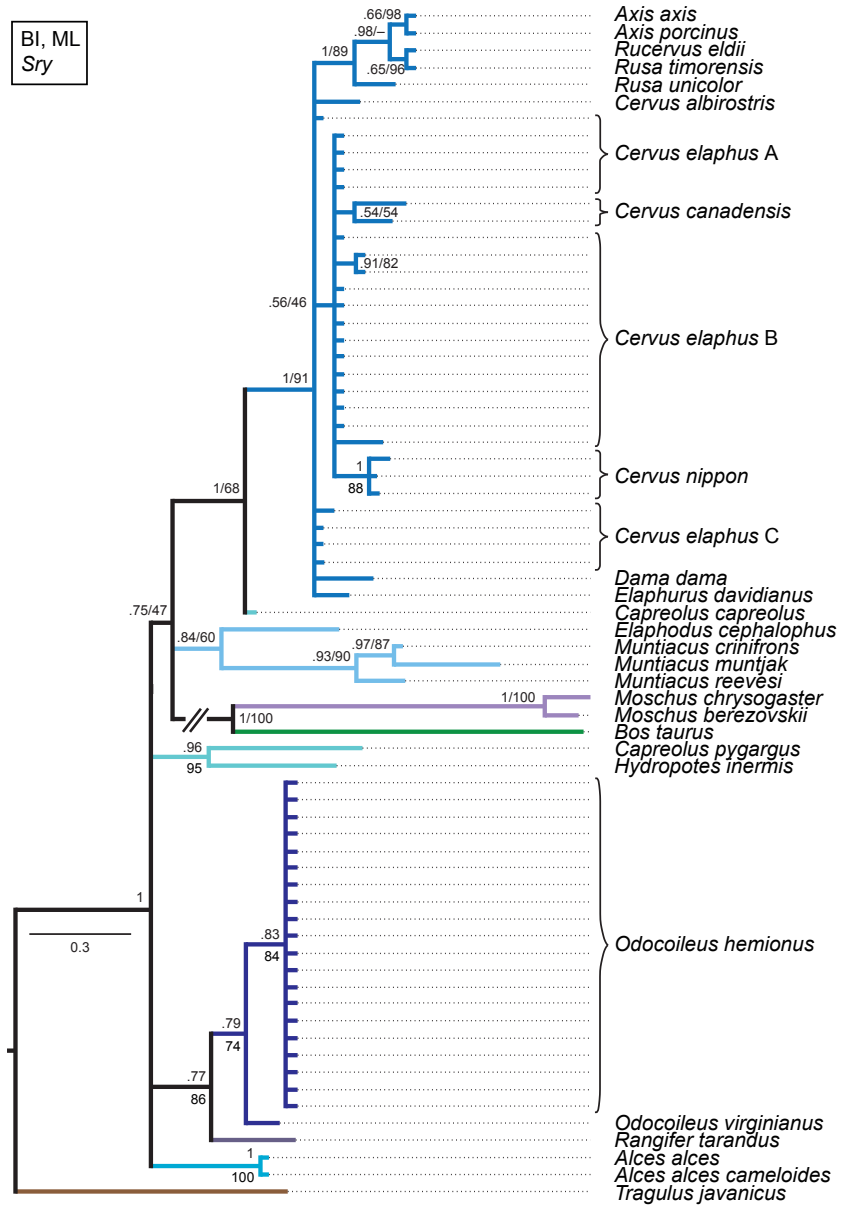 BI, ML
Sry
.66/98
Axis axis
.98/–
Axis porcinus
1/89
Rucervus eldii
.65/96
Rusa timorensis
Rusa unicolor
Cervus albirostris
Cervus elaphus A
.54/54
Cervus canadensis
.91/82
.56/46
Cervus elaphus B
1/91
1
88
Cervus nippon
1/68
Cervus elaphus C
Dama dama
Elaphurus davidianus
.75/47
Capreolus capreolus
Elaphodus cephalophus
.84/60
.97/87
Muntiacus crinifrons
.93/90
Muntiacus muntjak
Muntiacus reevesi
1/100
Moschus chrysogaster
1/100
Moschus berezovskii
Bos taurus
.96
Capreolus pygargus
95
Hydropotes inermis
1
0.3
.83
84
Odocoileus hemionus
.79
74
.77
86
Odocoileus virginianus
Rangifer tarandus
1
Alces alces
100
Alces alces cameloides
Tragulus javanicus